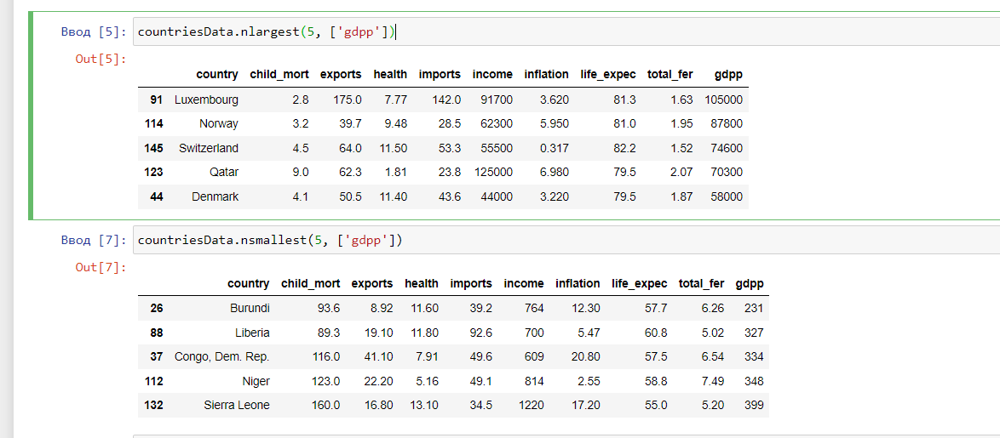 Ввод [5]: countriesData.nlargest(5, ['gdpp'])
Out[5]:
country child_mort exports health imports income inflation life_expec total_fer gdpp
91 Luxembourg 2.8 175.0 7.77 142.0 91700 3.620 81.3 1.63 105000
114 Norway 3.2 39.7 9.48 28.5 62300 5.950 81.0 1.95 87800
145 Switzerland 4.5 64.0 11.50 53.3 55500 0.317 82.2 1.52 74600
123 Qatar 9.0 62.3 1.81 23.8 125000 6.980 79.5 2.07 70300
44 Denmark 4.1 50.5 11.40 43.6 44000 3.220 79.5 1.87 58000
Ввод [7]: countriesData.nsmallest(5, ['gdpp'])
Out[7]:
country child_mort exports health imports income inflation life_expec total_fer gdpp
26 Burundi 93.6 8.92 11.60 39.2 764 12.30 57.7 6.26 231
88 Liberia 89.3 19.10 11.80 92.6 700 5.47 60.8 5.02 327
37 Congo, Dem. Rep. 116.0 41.10 7.91 49.6 609 20.80 57.5 6.54 334
112 Niger 123.0 22.20 5.16 49.1 814 2.55 58.8 7.49 348
132 Sierra Leone 160.0 16.80 13.10 34.5 1220 17.20 55.0 5.20 399